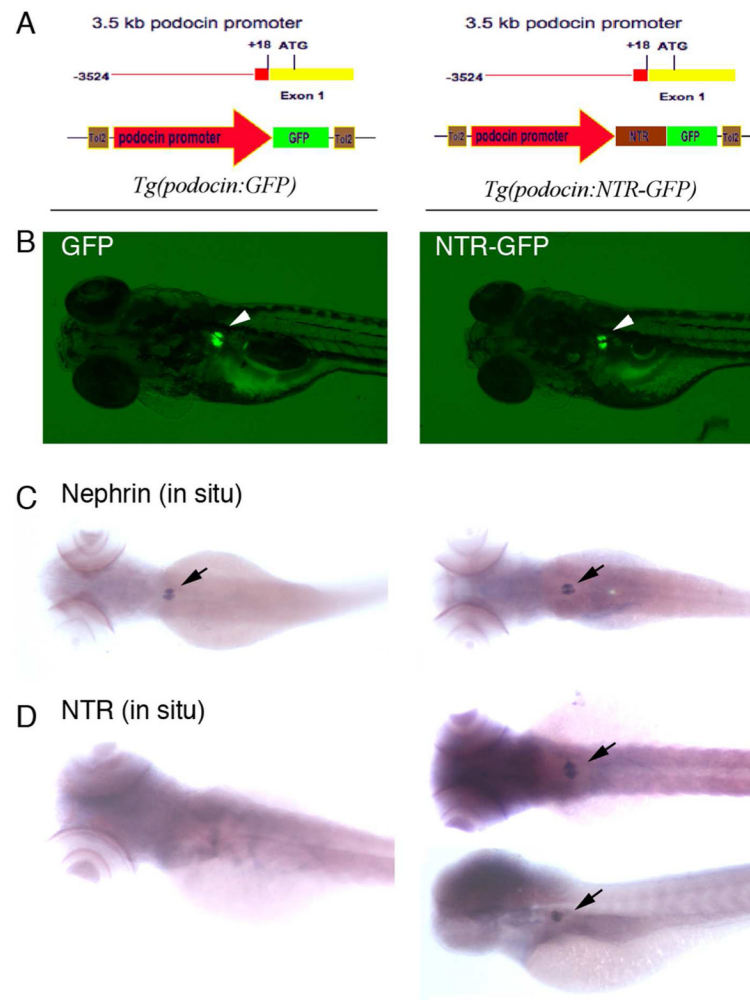 A
3.5 kb podocin promoter
+18 ATG
-3524
Exon 1
Tol2 podocin promoter GFP Tol2
Tg(podocin:GFP)
3.5 kb podocin promoter
+18 ATG
-3524
Exon 1
Tol2 podocin promoter NTR GFP Tol2
Tg(podocin:NTR-GFP)
B
GFP
NTR-GFP
C
Nephrin (in situ)
D
NTR (in situ)